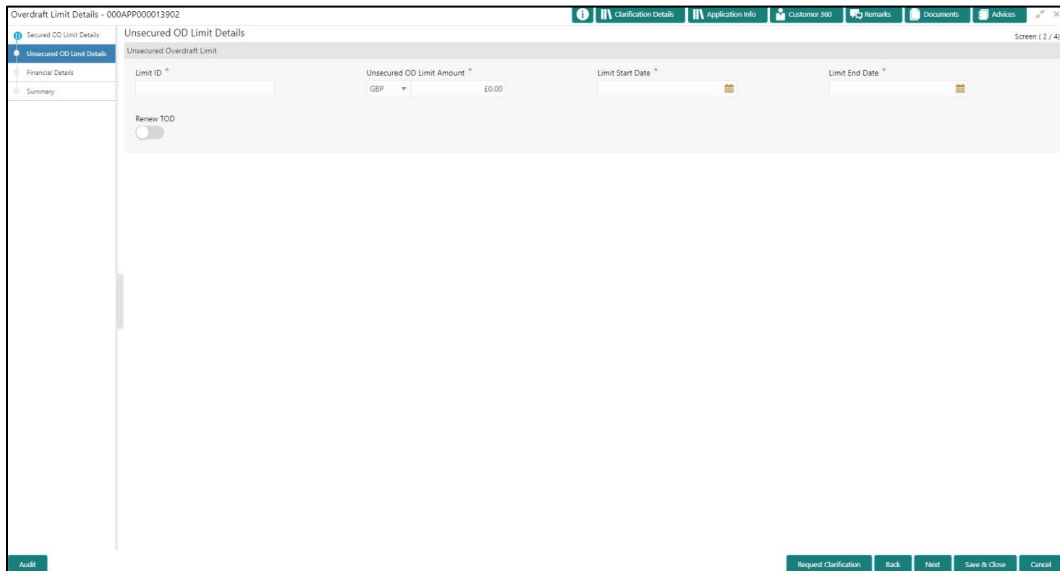 Overdraft Limit Details - 000APP000013902
Clarification Details
Application Info
Customer 360
Remarks
Documents
Advices
Secured OD Limit Details
Unsecured OD Limit Details
Financial Details
Summary
Unsecured OD Limit Details
Screen ( 2 / 4)
Unsecured Overdraft Limit
Limit ID *
Unsecured OD Limit Amount *
Limit Start Date *
Limit End Date *
GBP
£0.00
Renew TOD
Audit
Request Clarification
Back
Next
Save & Close
Cancel